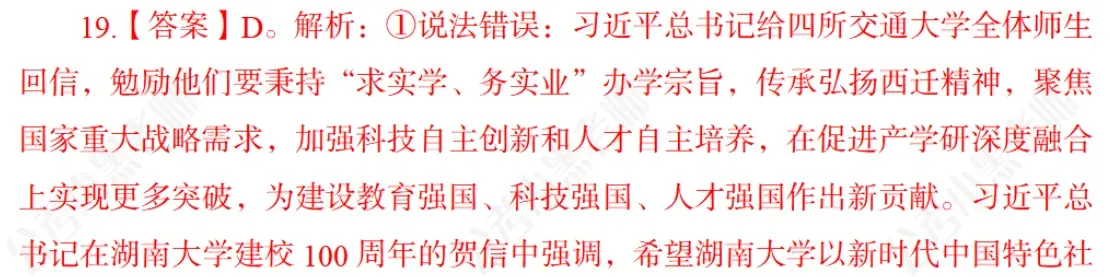 19.【答案】D。解析：①说法错误：习近平总书记给四所交通大学全体师生
回信，勉励他们要秉持“求实学、务实业”办学宗旨，传承弘扬西迁精神，聚焦
国家重大战略需求，加强科技自主创新和人才自主培养，在促进产学研深度融合
上实现更多突破，为建设教育强国、科技强国、人才强国作出新贡献。习近平总
书记在湖南大学建校 100 周年的贺信中强调，希望湖南大学以新时代中国特色社